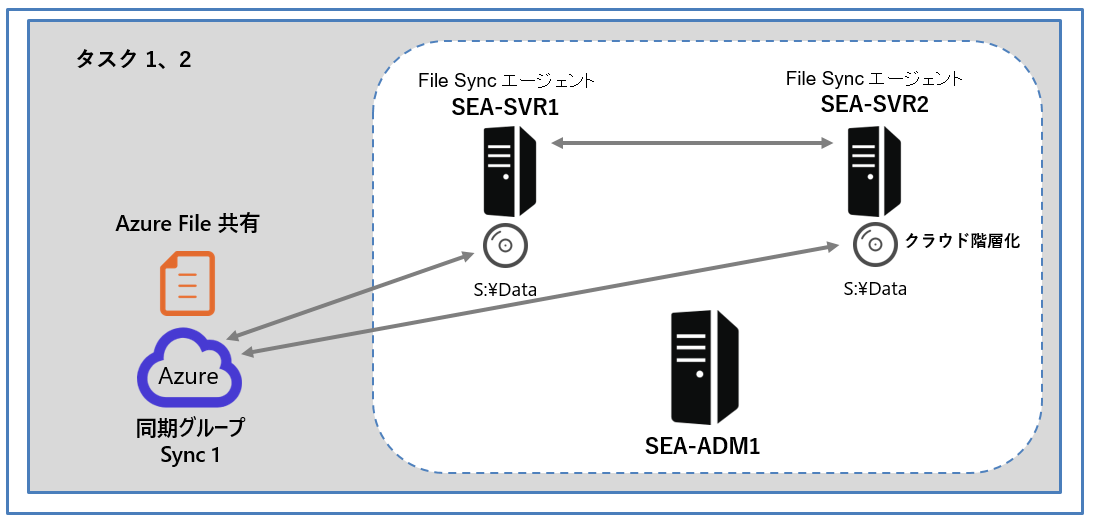 タスク 1、2
File Sync エージェント
SEA-SVR1
File Sync エージェント
SEA-SVR2
Azure File 共有
クラウド階層化
S:¥Data
S:¥Data
Azure
同期グループ
Sync 1
SEA-ADM1